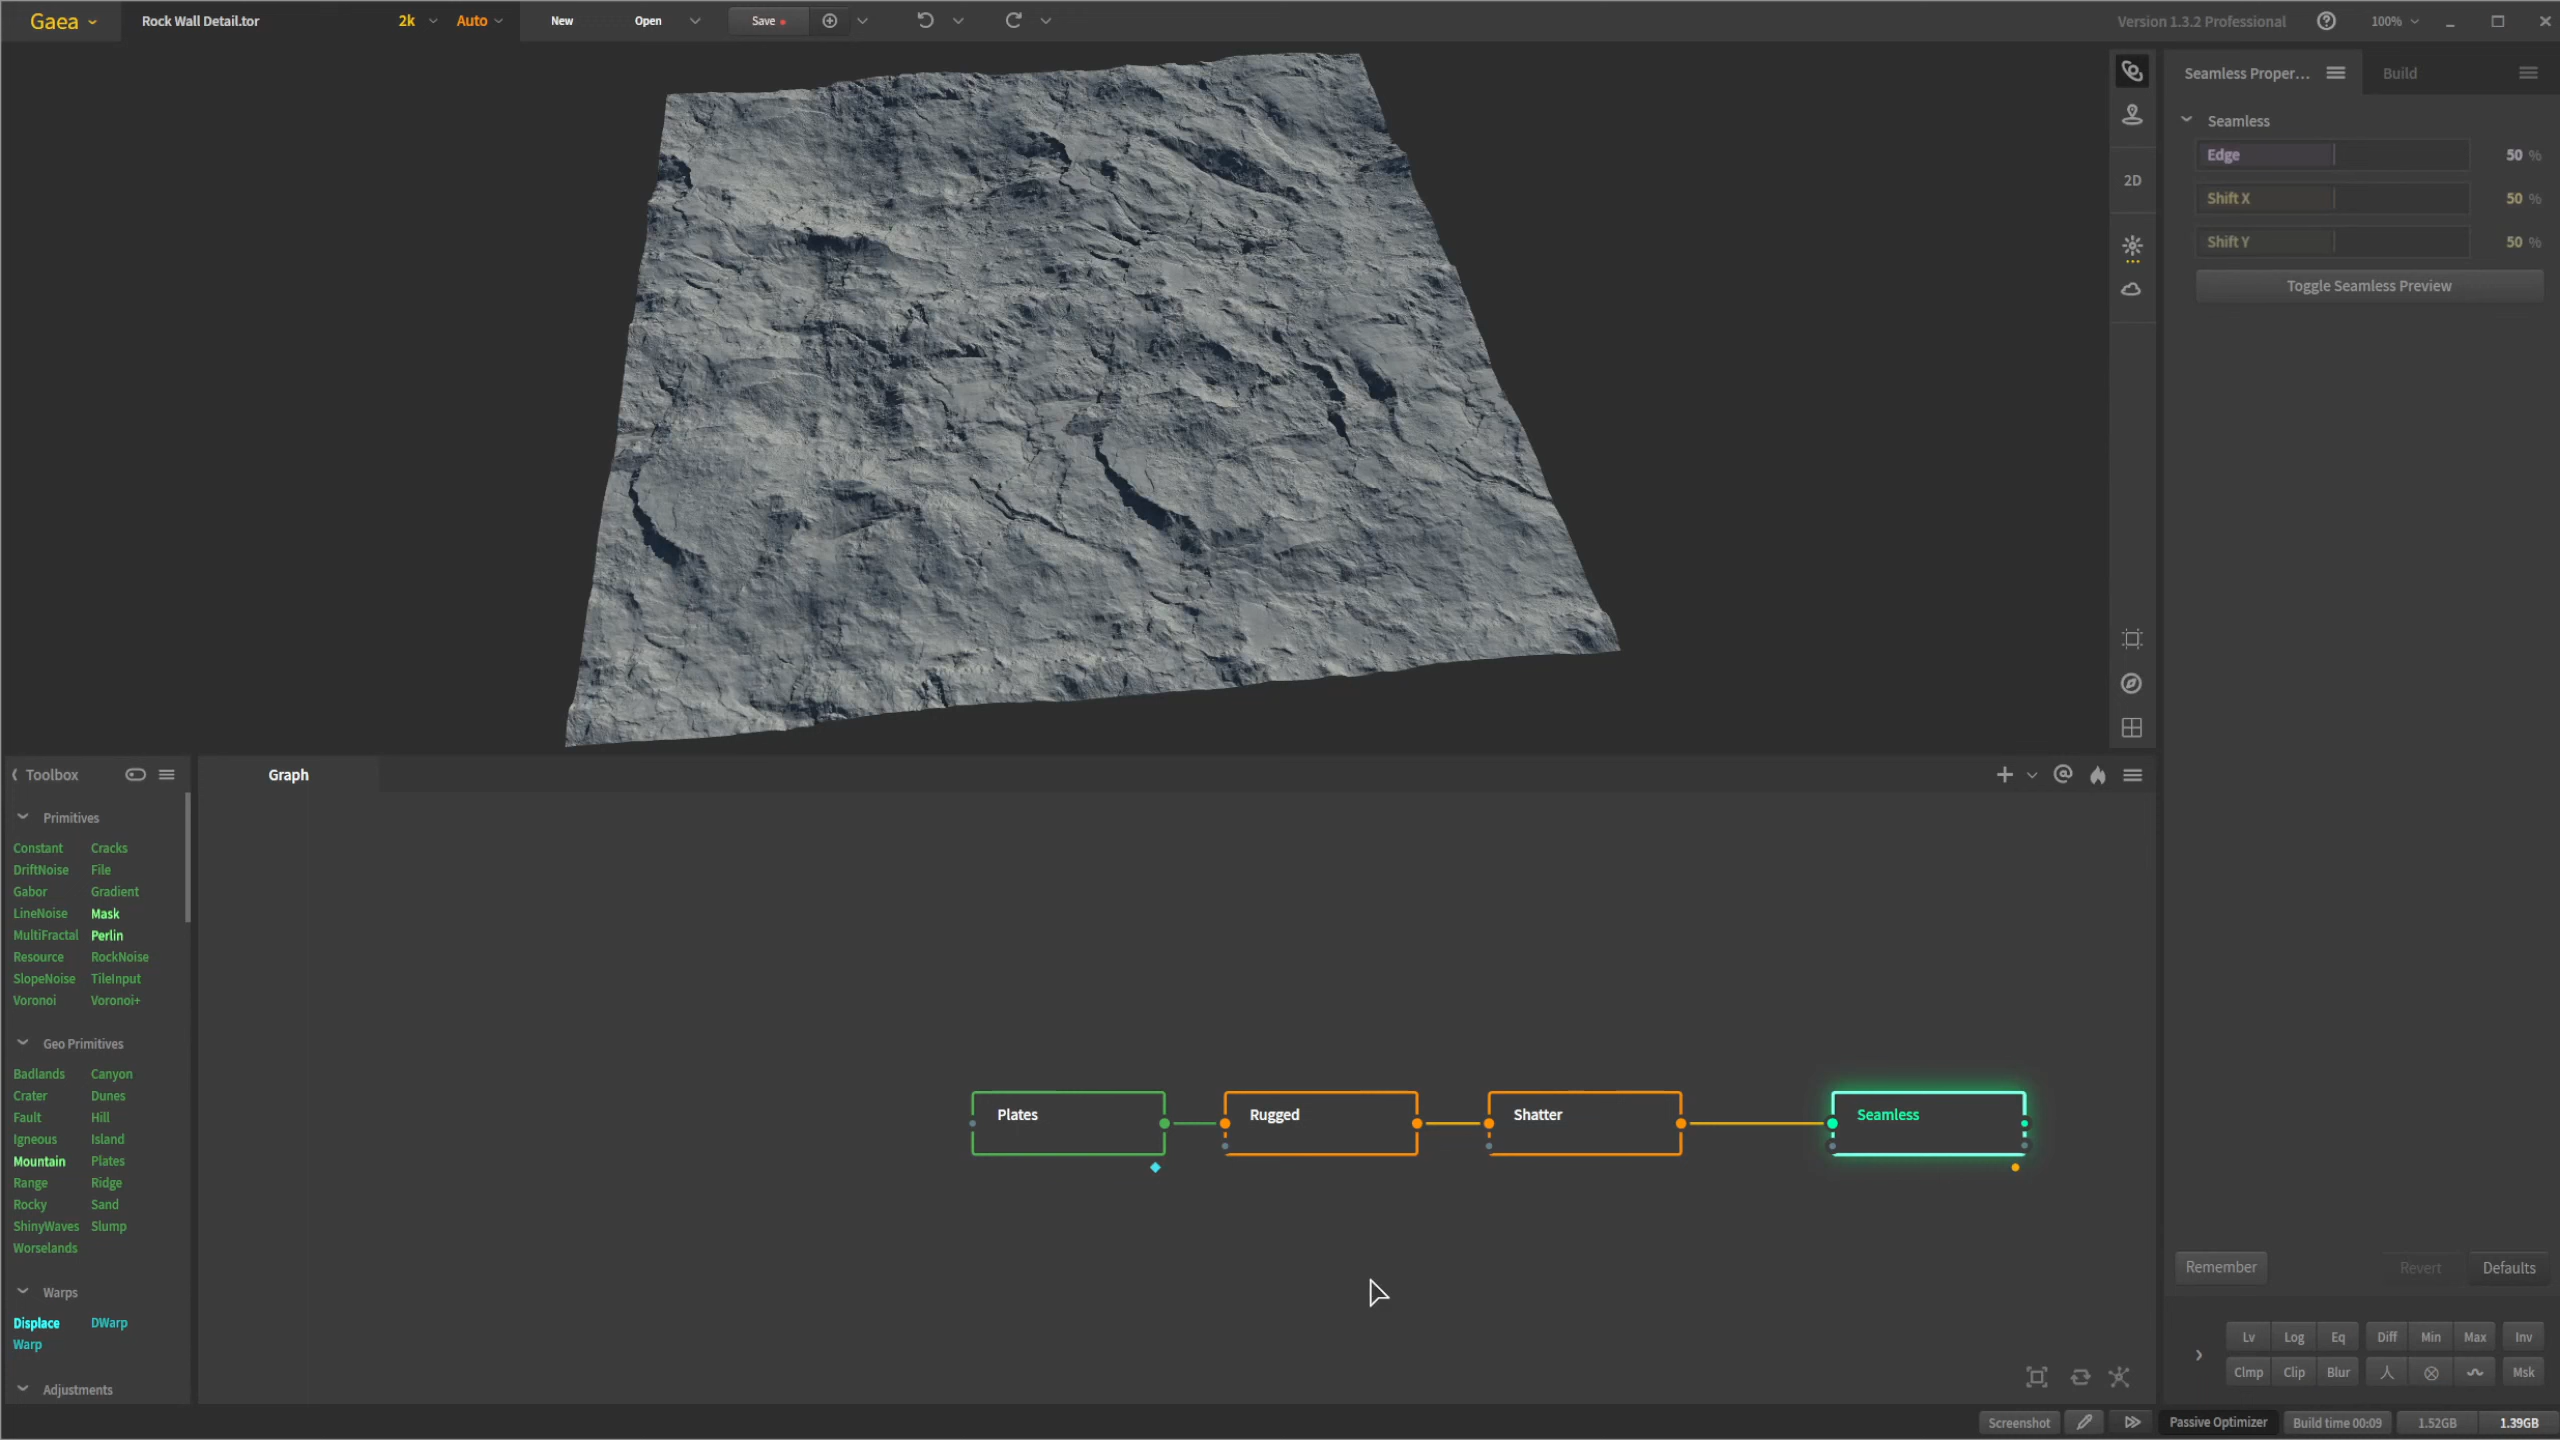 Gaea
Rock Wall Detail.tor
2k
Auto
New
Open
Save
Version 1.3.2 Professional
100%
2D
Seamless Proper...
Build
Seamless
Edge
50 %
Shift X
50 %
Shift Y
50 %
Toggle Seamless Preview
Toolbox
Graph
Primitives
Constant Cracks
DriftNoise File
Gabor Gradient
LineNoise Mask
MultiFractal Perlin
Resource RockNoise
SlopeNoise TileInput
Voronoi Voronoi+
Geo Primitives
Badlands Canyon
Crater Dunes
Fault Hill
Igneous Island
Mountain Plates
Range Ridge
Rocky Sand
ShinyWaves Slump
Worselands
Warps
Displace DWarp
Warp
Adjustments
Plates
Rugged
Shatter
Seamless
Remember
Revert
Defaults
Lv Log Eq Diff Min Max Inv
Clmp Clip Blur Msk
Screenshot
Passive Optimizer
Build time 00:09
1.52GB
1.39GB